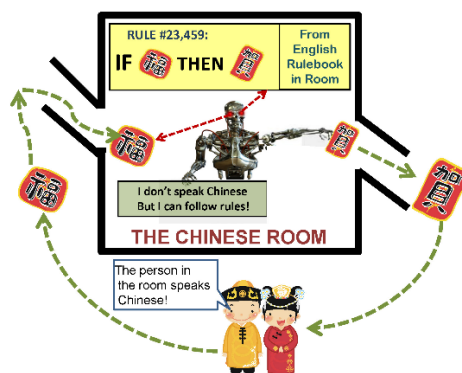 RULE #23,459:
IF 福 THEN 賀
From
English
Rulebook
in Room
福
賀
賀
福
I don't speak Chinese
But I can follow rules!
THE CHINESE ROOM
The person in
the room speaks
Chinese!